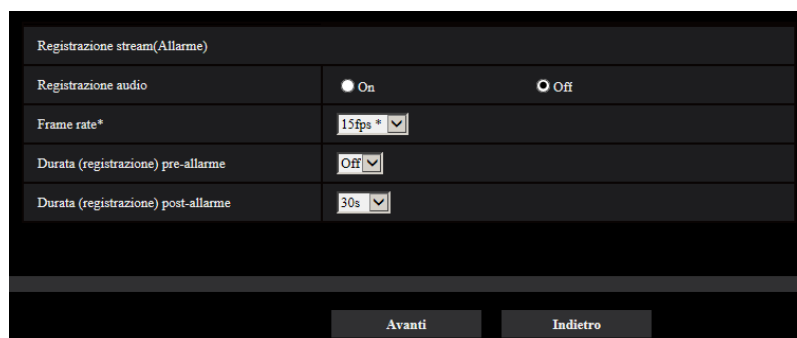 Registrazione stream(Allarme)
Registrazione audio On Off
Frame rate* 15fps *
Durata (registrazione) pre-allarme Off
Durata (registrazione) post-allarme 30s
Avanti Indietro